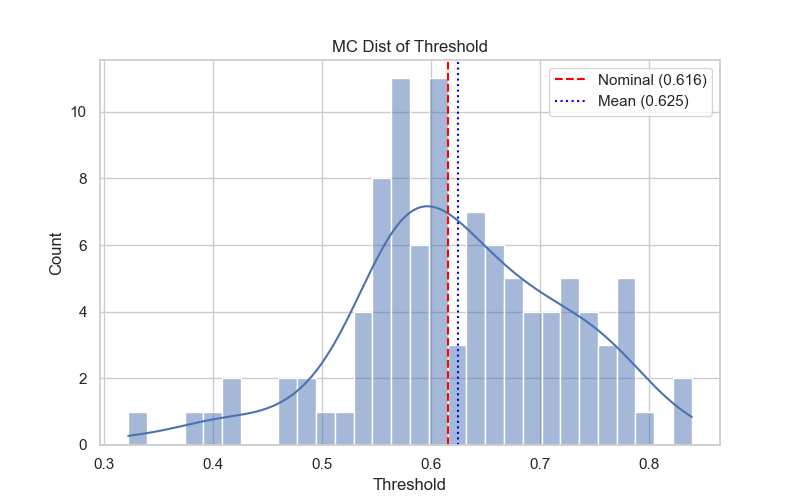 MC Dist of Threshold
Nominal (0.616)
Mean (0.625)
Count
10
8
6
4
2
0
0.3 0.4 0.5 0.6 0.7 0.8
Threshold